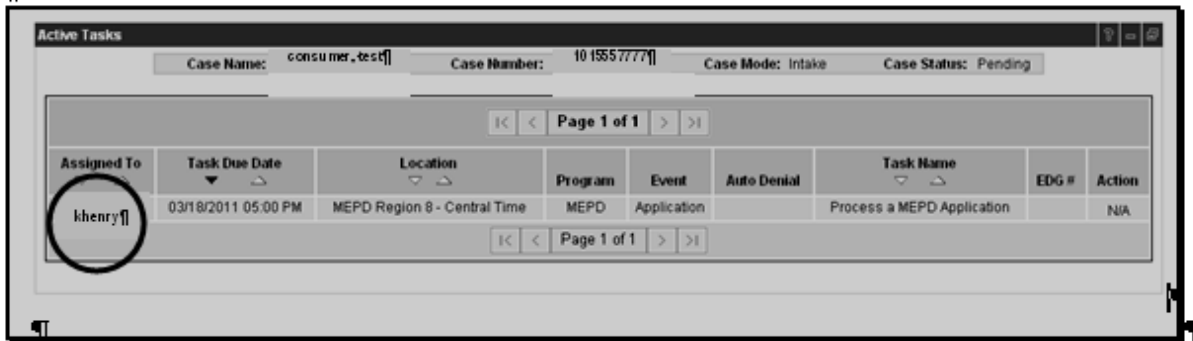 Active Tasks
Case Name: consumer, test¶ Case Number: 1015557777¶ Case Mode: Intake Case Status: Pending
Page 1 of 1
Assigned To Task Due Date Location Program Event Auto Denial Task Name EDG # Action
khenry¶ 03/18/2011 05:00 PM MEPD Region 8 - Central Time MEPD Application Process a MEPD Application N/A
Page 1 of 1
¶ ¶